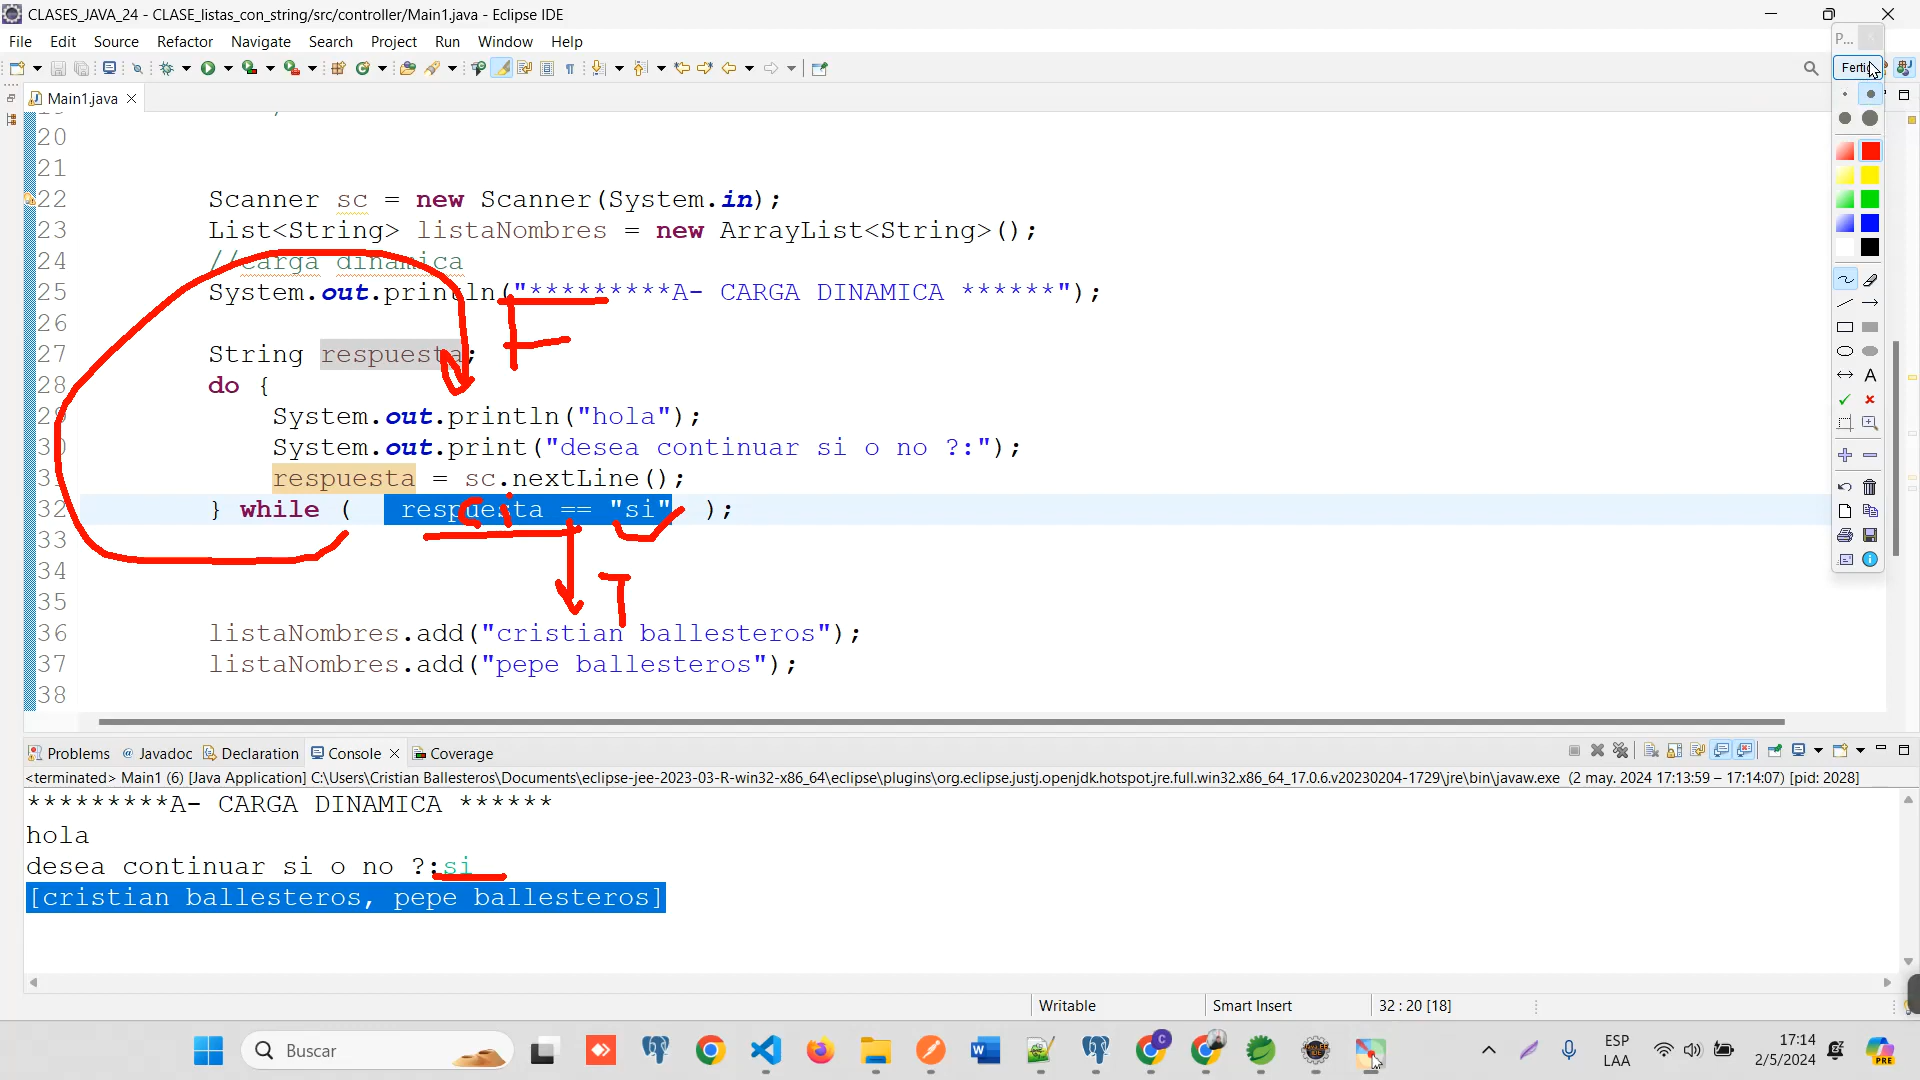 CLASES_JAVA_24 - CLASE_listas_con_string/src/controller/Main1.java - Eclipse IDE
File Edit Source Refactor Navigate Search Project Run Window Help
P...
Main1.java
20
21
22 Scanner sc = new Scanner(System.in);
23 List<String> listaNombres = new ArrayList<String>();
24 //carga dinamica
25 System.out.println("*********A- CARGA DINAMICA ******");
26
F
27 String respuesta;
28 do {
29 System.out.println("hola");
30 System.out.print("desea continuar si o no ?:");
31 respuesta = sc.nextLine();
si
32 } while ( respuesta == "si" );
33
34
T
35
36 listaNombres.add("cristian ballesteros");
37 listaNombres.add("pepe ballesteros");
38
Problems Javadoc Declaration Console Coverage
<terminated> Main1 (6) [Java Application] C:\Users\Cristian Ballesteros\Documents\eclipse-jee-2023-03-R-win32-x86_64\eclipse\plugins\org.eclipse.justj.openjdk.hotspot.jre.full.win32.x86_64_17.0.6.v20230204-1729\jre\bin\javaw.exe (2 may. 2024 17:13:59 – 17:14:07) [pid: 2028]
*********A- CARGA DINAMICA ******
hola
desea continuar si o no ?:si
[cristian ballesteros, pepe ballesteros]
Writable Smart Insert 32 : 20 [18]
Buscar
ESP
LAA
17:14
2/5/2024
PRE